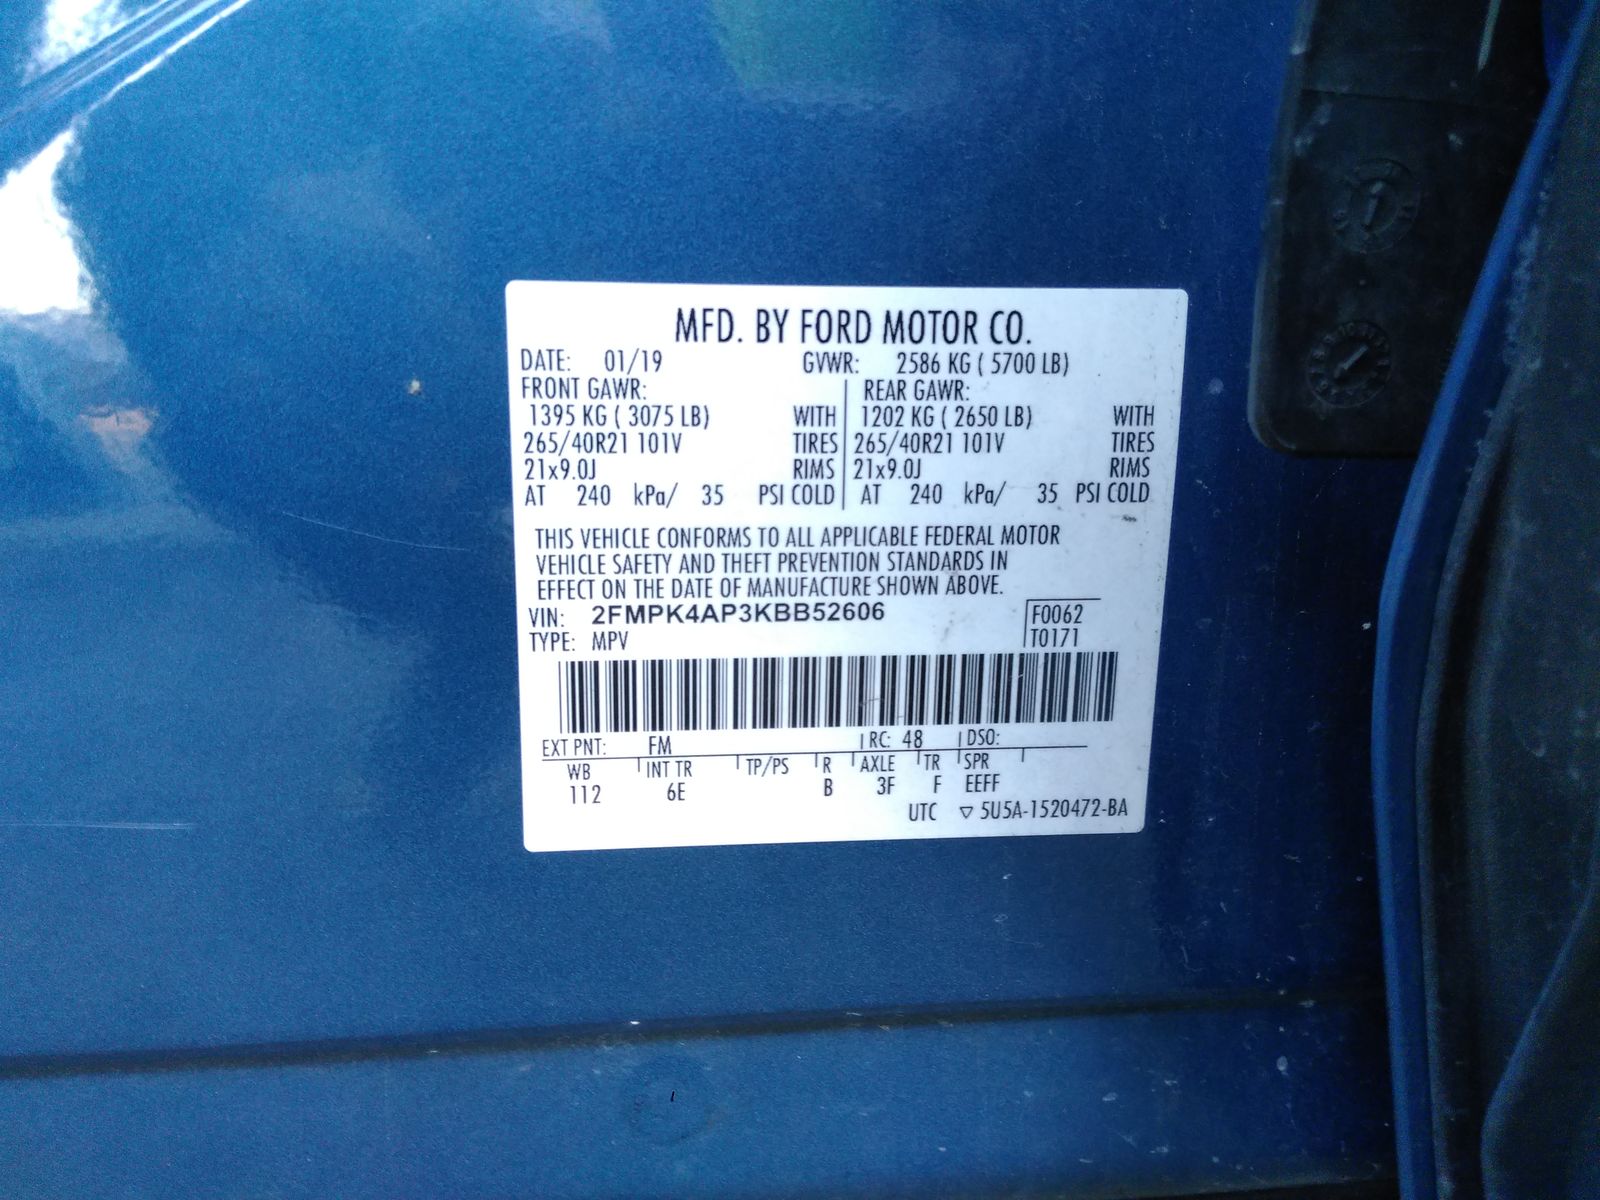 MFD. BY FORD MOTOR CO.
DATE: 01/19 GVWR: 2586 KG ( 5700 LB)
FRONT GAWR: REAR GAWR:
1395 KG ( 3075 LB) WITH 1202 KG ( 2650 LB) WITH
265/40R21 101V TIRES 265/40R21 101V TIRES
21x9.0J RIMS 21x9.0J RIMS
AT 240 kPa/ 35 PSI COLD AT 240 kPa/ 35 PSI COLD
THIS VEHICLE CONFORMS TO ALL APPLICABLE FEDERAL MOTOR
VEHICLE SAFETY AND THEFT PREVENTION STANDARDS IN
EFFECT ON THE DATE OF MANUFACTURE SHOWN ABOVE.
VIN: 2FMPK4AP3KBB52606 F0062
TYPE: MPV T0171
EXT PNT: FM RC: 48 DSO:
WB INT TR TP/PS R AXLE TR SPR
112 6E B 3F F EEFF
UTC ▽ 5U5A-1520472-BA